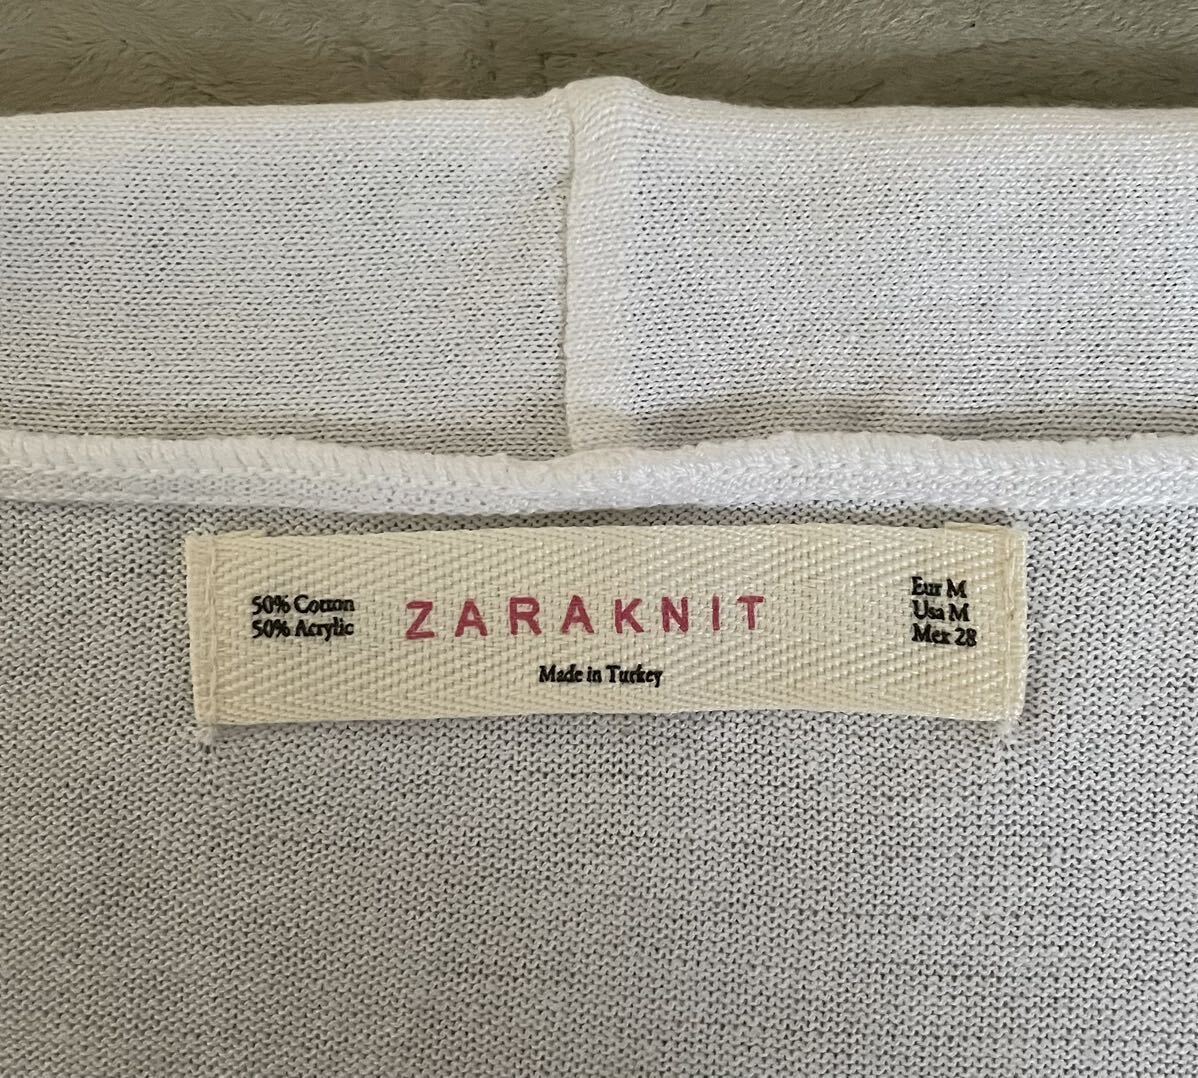 50% Cotton
50% Acrylic
ZARAKNIT
Made in Turkey
Eur M
Usa M
Mex 28